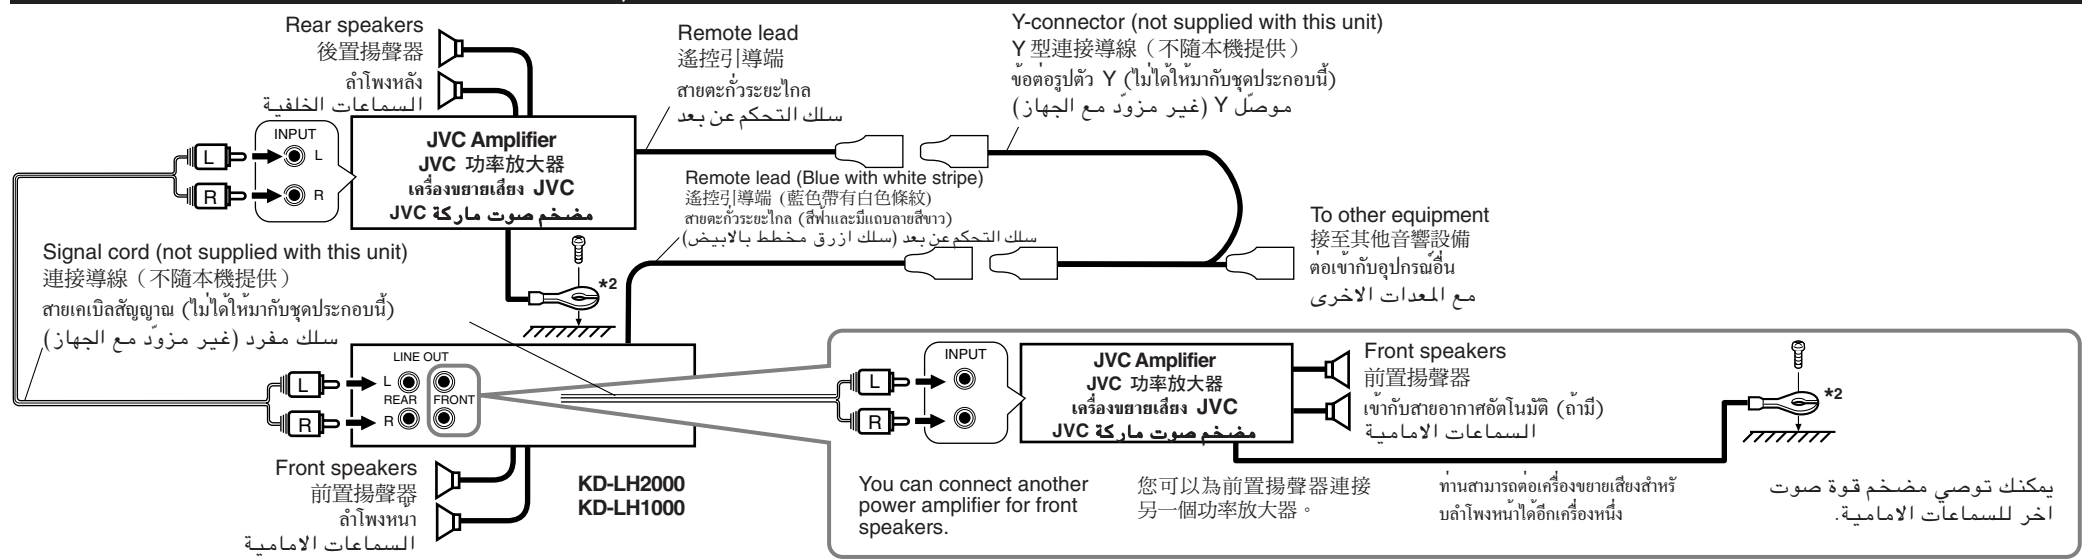 Rear speakers
後置揚聲器
ลำโพงหลัง
السماعات الخلفية
INPUT
L
R
L
R
JVC Amplifier
JVC 功率放大器
เครื่องขยายเสียง JVC
مضخم صوت ماركة JVC
Remote lead
遙控引導端
สายตะกั่วระยะไกล
سلك التحكم عن بعد
Y-connector (not supplied with this unit)
Y 型連接導線（不隨本機提供）
ข้อต่อรูปตัว Y (ไม่ได้ให้มากับชุดประกอบนี้)
موصّل Y (غير مزوّد مع الجهاز)
Remote lead (Blue with white stripe)
遙控引導端 (藍色帶有白色條紋)
สายตะกั่วระยะไกล (สีฟ้าและมีแถบลายสีขาว)
سلك التحكم عن بعد (سلك ازرق مخطط بالابيض)
To other equipment
接至其他音響設備
ต่อเข้ากับอุปกรณ์อื่น
مع المعدات الاخرى
Signal cord (not supplied with this unit)
連接導線（不隨本機提供）
สายเคเบิลสัญญาณ (ไม่ได้ให้มากับชุดประกอบนี้)
سلك مفرد (غير مزوّد مع الجهاز)
*2
LINE OUT
L
REAR
FRONT
R
L
R
Front speakers
前置揚聲器
ลำโพงหน้า
السماعات الامامية
KD-LH2000
KD-LH1000
L
R
INPUT
JVC Amplifier
JVC 功率放大器
เครื่องขยายเสียง JVC
مضخم صوت ماركة JVC
Front speakers
前置揚聲器
เข้ากับสายอากาศอัตโนมัติ (ถ้ามี)
السماعات الامامية
*2
You can connect another
power amplifier for front
speakers.
您可以為前置揚聲器連接
另一個功率放大器。
ท่านสามารถต่อเครื่องขยายเสียงสำหรั
บลำโพงหน้าได้อีกเครื่องหนึ่ง
يمكنك توصي مضخم قوة صوت
اخر للسماعات الامامية.